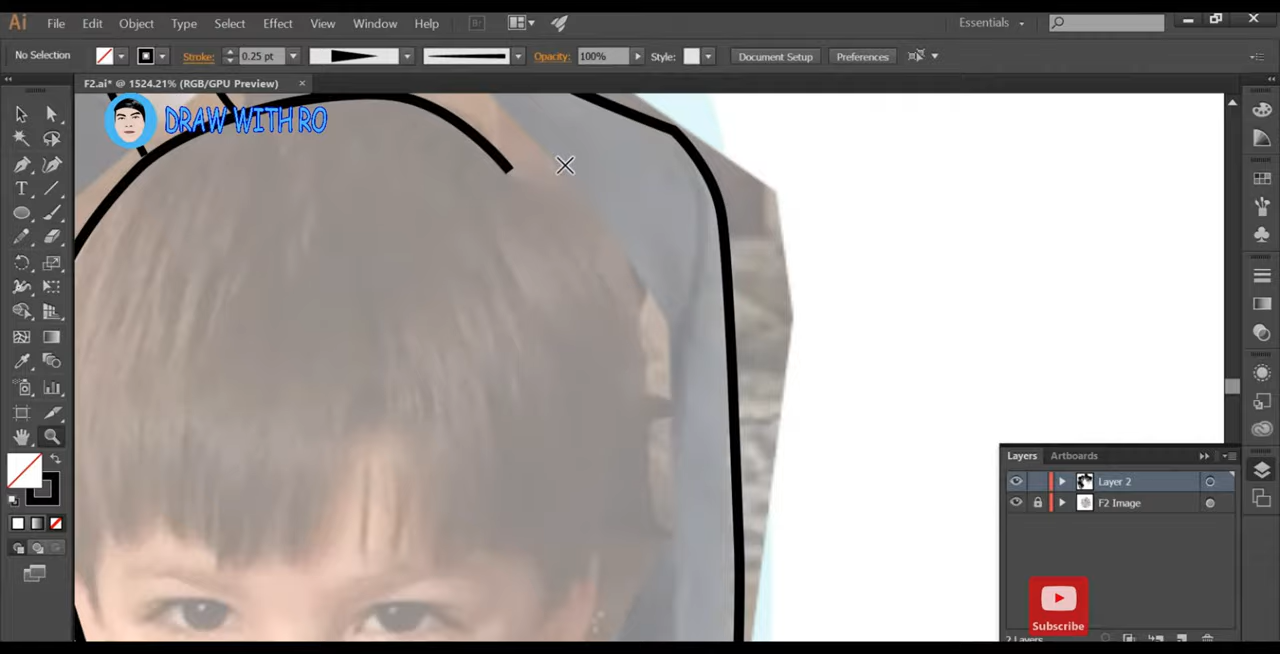 Ai File Edit Object Type Select Effect View Window Help Br Essentials
No Selection Stroke: 0.25 pt Opacity: 100% Style: Document Setup Preferences
F2.ai* @ 1524.21% (RGB/GPU Preview) ×
DRAW WITH RO
Layers Artboards
Layer 2
F2 Image
Subscribe
2 Layers